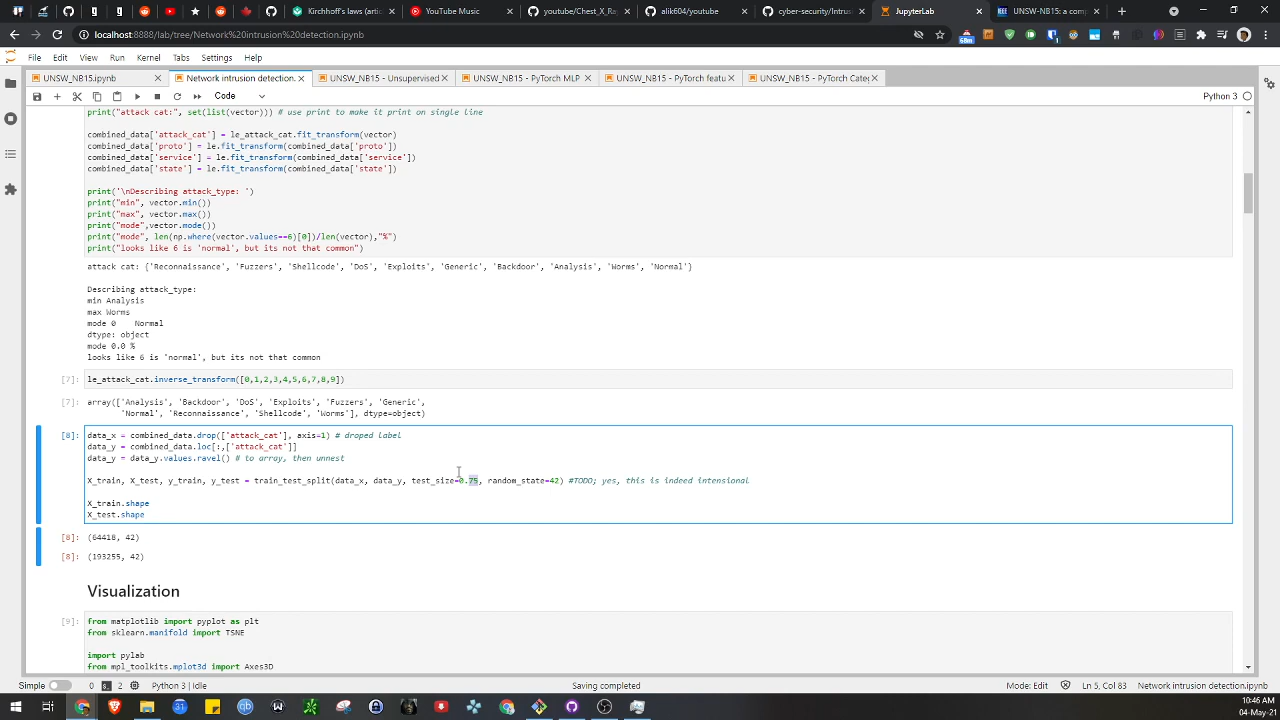 Kirchhoff's laws (artic
YouTube Music
youtube/Chest_X_Ra
alik604/youtube
cyber-security/Intrus
JupyterLab
UNSW-NB15: a comp
localhost:8888/lab/tree/Network%20intrusion%20detection.ipynb
File Edit View Run Kernel Tabs Settings Help
UNSW_NB15.ipynb
Network intrusion detection.
UNSW_NB15 - Unsupervised
UNSW_NB15 - PyTorch MLP
UNSW_NB15 - PyTorch featu
UNSW_NB15 - PyTorch Cate
Code
Python 3
print("attack cat:", set(list(vector))) # use print to make it print on single line
combined_data['attack_cat'] = le_attack_cat.fit_transform(vector)
combined_data['proto'] = le.fit_transform(combined_data['proto'])
combined_data['service'] = le.fit_transform(combined_data['service'])
combined_data['state'] = le.fit_transform(combined_data['state'])
print('\nDescribing attack_type: ')
print("min", vector.min())
print("max", vector.max())
print("mode",vector.mode())
print("mode", len(np.where(vector.values==6)[0])/len(vector),"%")
print("looks like 6 is 'normal', but its not that common")
attack cat: {'Reconnaissance', 'Fuzzers', 'Shellcode', 'DoS', 'Exploits', 'Generic', 'Backdoor', 'Analysis', 'Worms', 'Normal'}
Describing attack_type:
min Analysis
max Worms
mode 0    Normal
dtype: object
mode 0.0 %
looks like 6 is 'normal', but its not that common
[7]: le_attack_cat.inverse_transform([0,1,2,3,4,5,6,7,8,9])
[7]: array(['Analysis', 'Backdoor', 'DoS', 'Exploits', 'Fuzzers', 'Generic',
'Normal', 'Reconnaissance', 'Shellcode', 'Worms'], dtype=object)
[8]: data_x = combined_data.drop(['attack_cat'], axis=1) # droped label
data_y = combined_data.loc[:,['attack_cat']]
data_y = data_y.values.ravel() # to array, then unnest
X_train, X_test, y_train, y_test = train_test_split(data_x, data_y, test_size=0.75, random_state=42) #TODO; yes, this is indeed intensional
X_train.shape
X_test.shape
[8]: (64418, 42)
[8]: (193255, 42)
Visualization
[9]: from matplotlib import pyplot as plt
from sklearn.manifold import TSNE
import pylab
from mpl_toolkits.mplot3d import Axes3D
Simple 0 2 Python 3 | Idle Saving completed Mode: Edit Ln 5, Col 83 Network intrusion detection.ipynb
10:46 AM
04-May-21